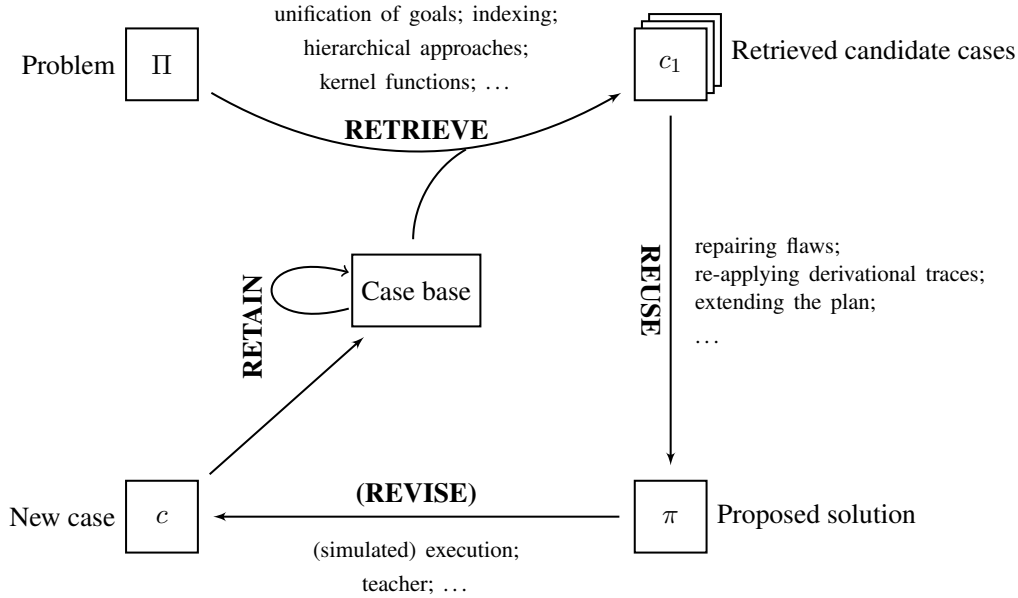 unification of goals; indexing;
hierarchical approaches;
kernel functions; …
Problem
Π
c₁
Retrieved candidate cases
RETRIEVE
RETAIN
Case base
REUSE
repairing flaws;
re-applying derivational traces;
extending the plan;
…
New case
c
(REVISE)
π
Proposed solution
(simulated) execution;
teacher; …